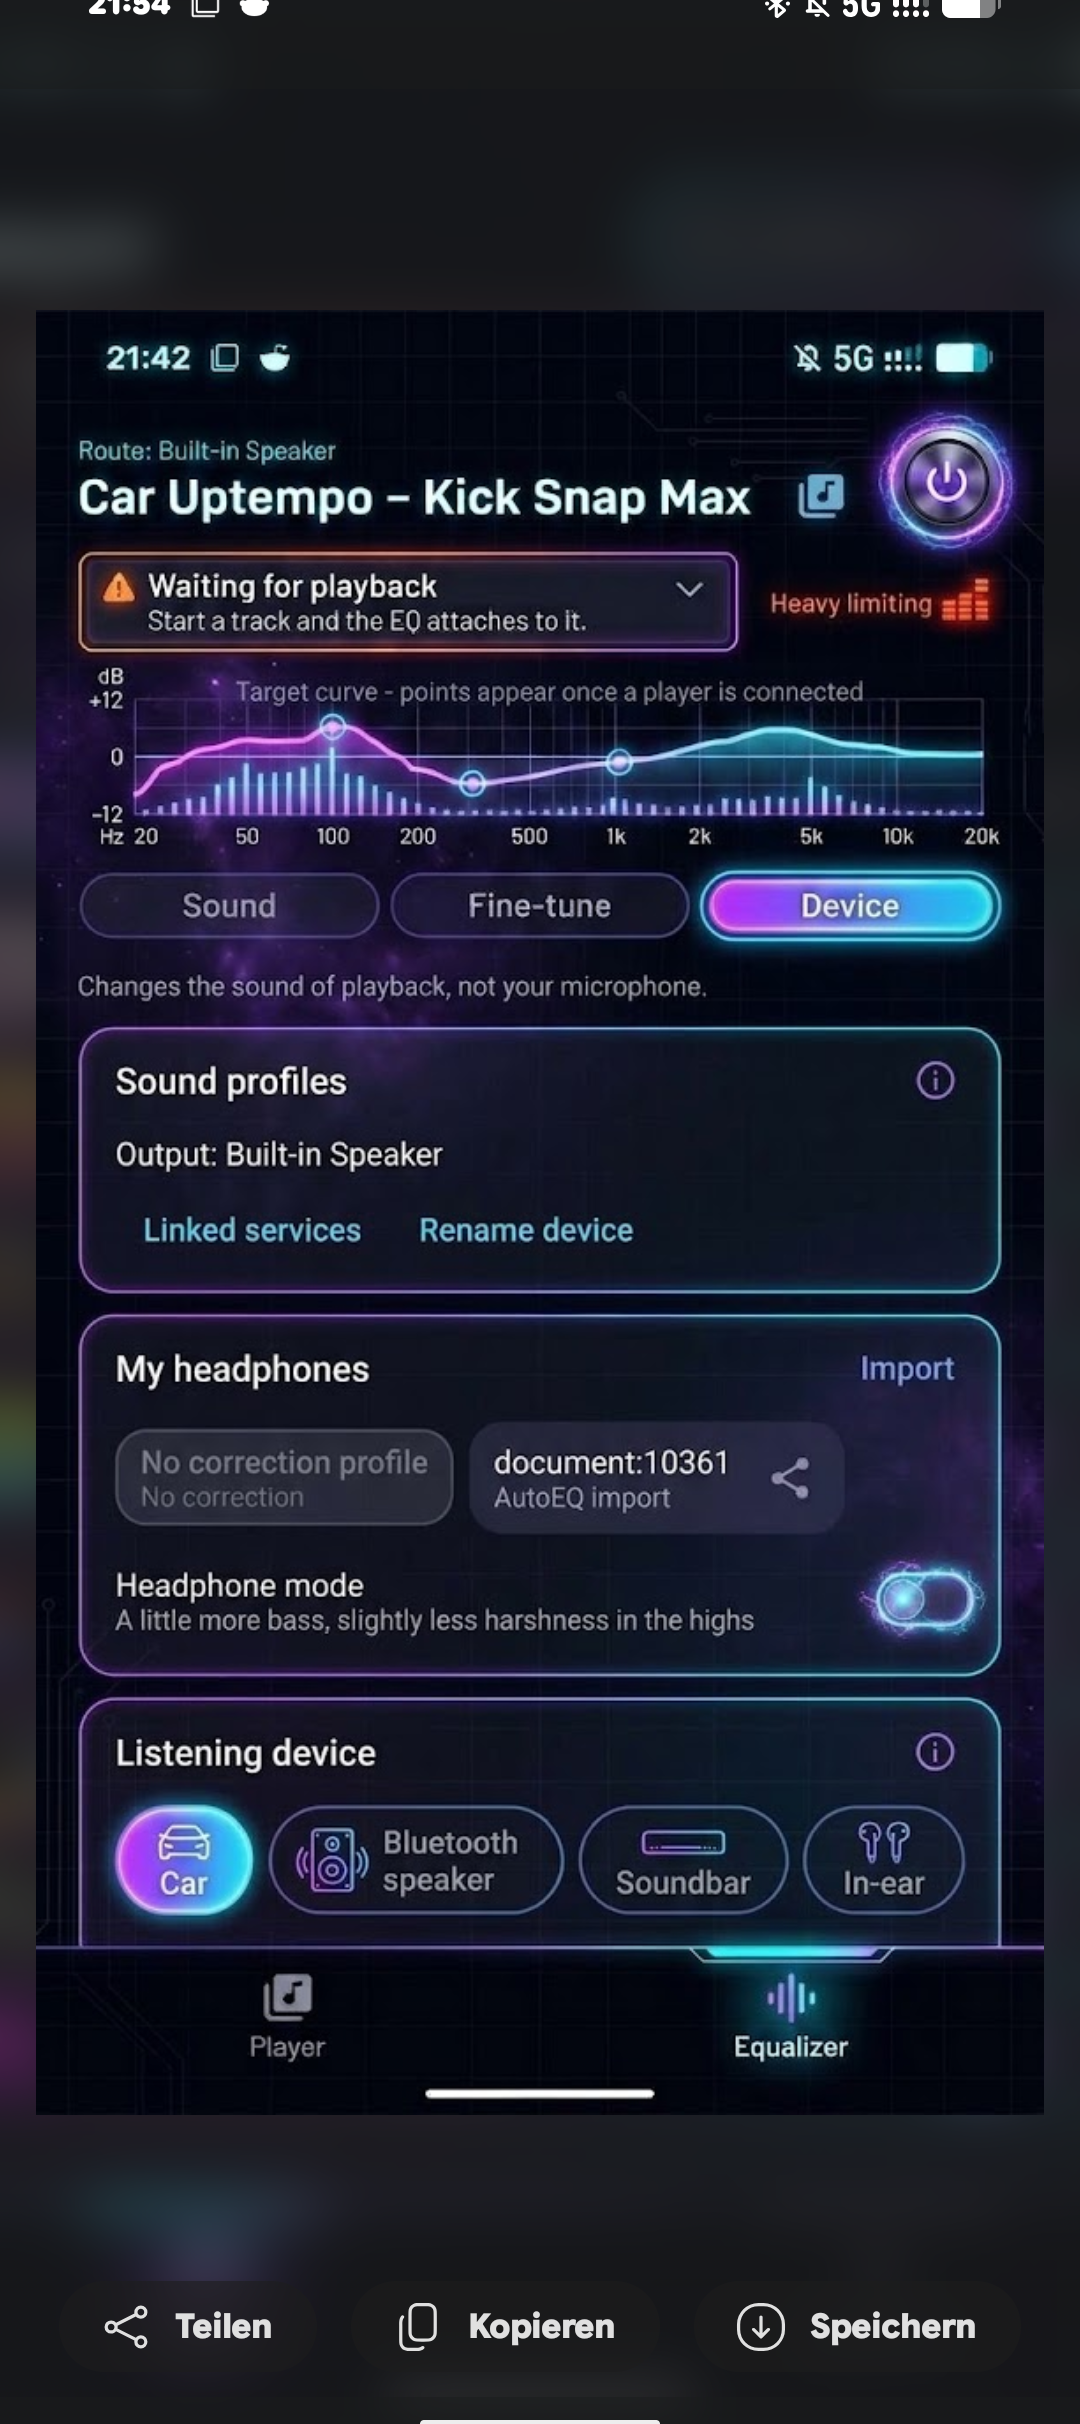 21:54
5G
21:42
5G
Route: Built-in Speaker
Car Uptempo – Kick Snap Max
Waiting for playback
Start a track and the EQ attaches to it.
Heavy limiting
dB
+12
Target curve - points appear once a player is connected
0
-12
Hz 20 50 100 200 500 1k 2k 5k 10k 20k
Sound
Fine-tune
Device
Changes the sound of playback, not your microphone.
Sound profiles
Output: Built-in Speaker
Linked services
Rename device
My headphones
Import
No correction profile
No correction
document:10361
AutoEQ import
Headphone mode
A little more bass, slightly less harshness in the highs
Listening device
Car
Bluetooth
speaker
Soundbar
In-ear
Player
Equalizer
Teilen
Kopieren
Speichern